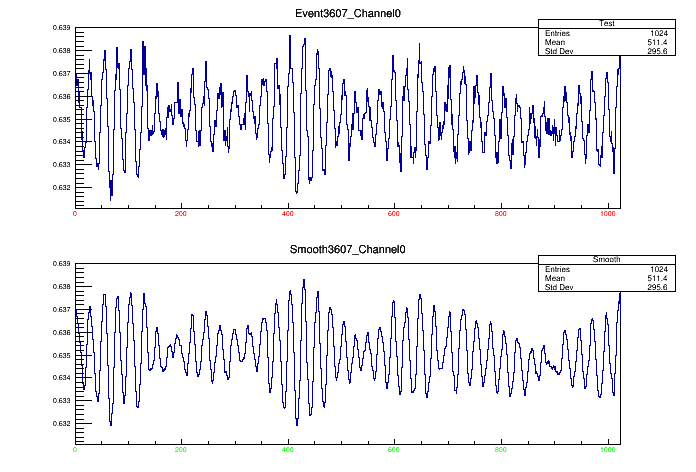 Event3607_Channel0
Test
Entries 1024
Mean 511.4
Std Dev 295.6
0.639
0.638
0.637
0.636
0.635
0.634
0.633
0.632
0 200 400 600 800 1000
Smooth3607_Channel0
Smooth
Entries 1024
Mean 511.4
Std Dev 295.6
0.639
0.638
0.637
0.636
0.635
0.634
0.633
0.632
0 200 400 600 800 1000